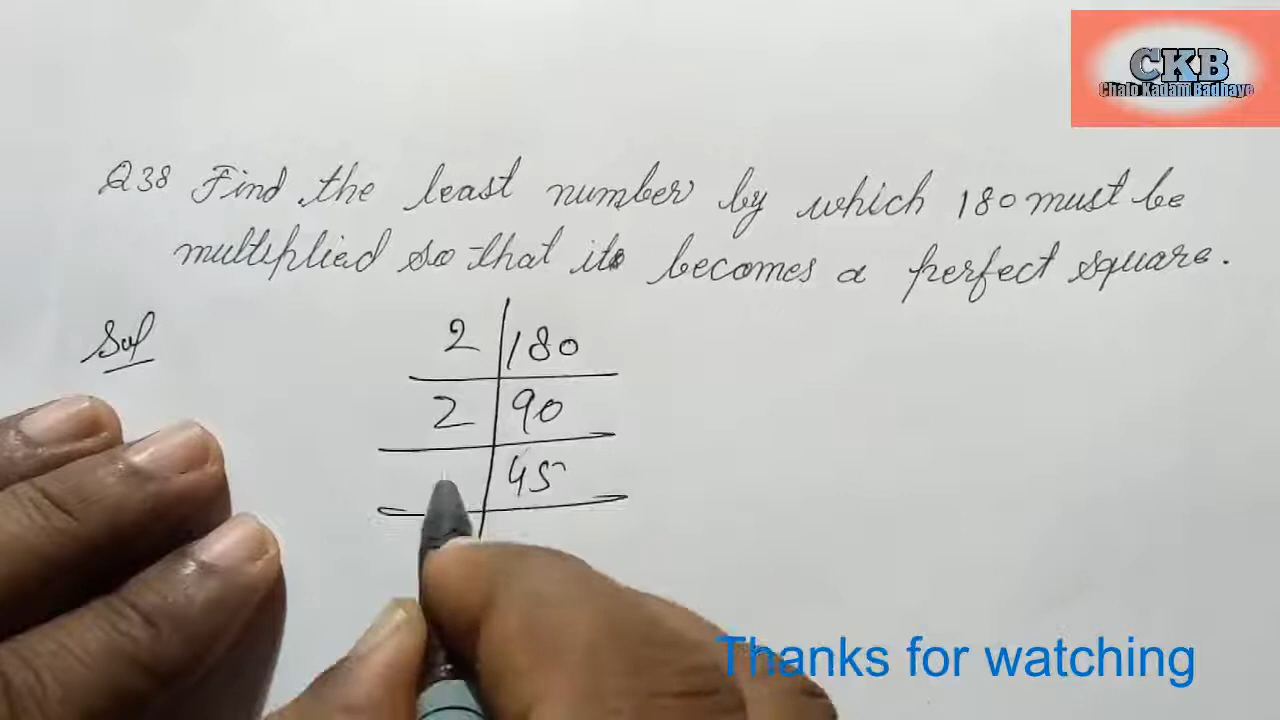 CKB
Chalo Kadam Badhaye
Q38 Find the least number by which 180 must be
multiplied so that it becomes a perfect square.
Sol
2 180
2 90
45
Thanks for watching